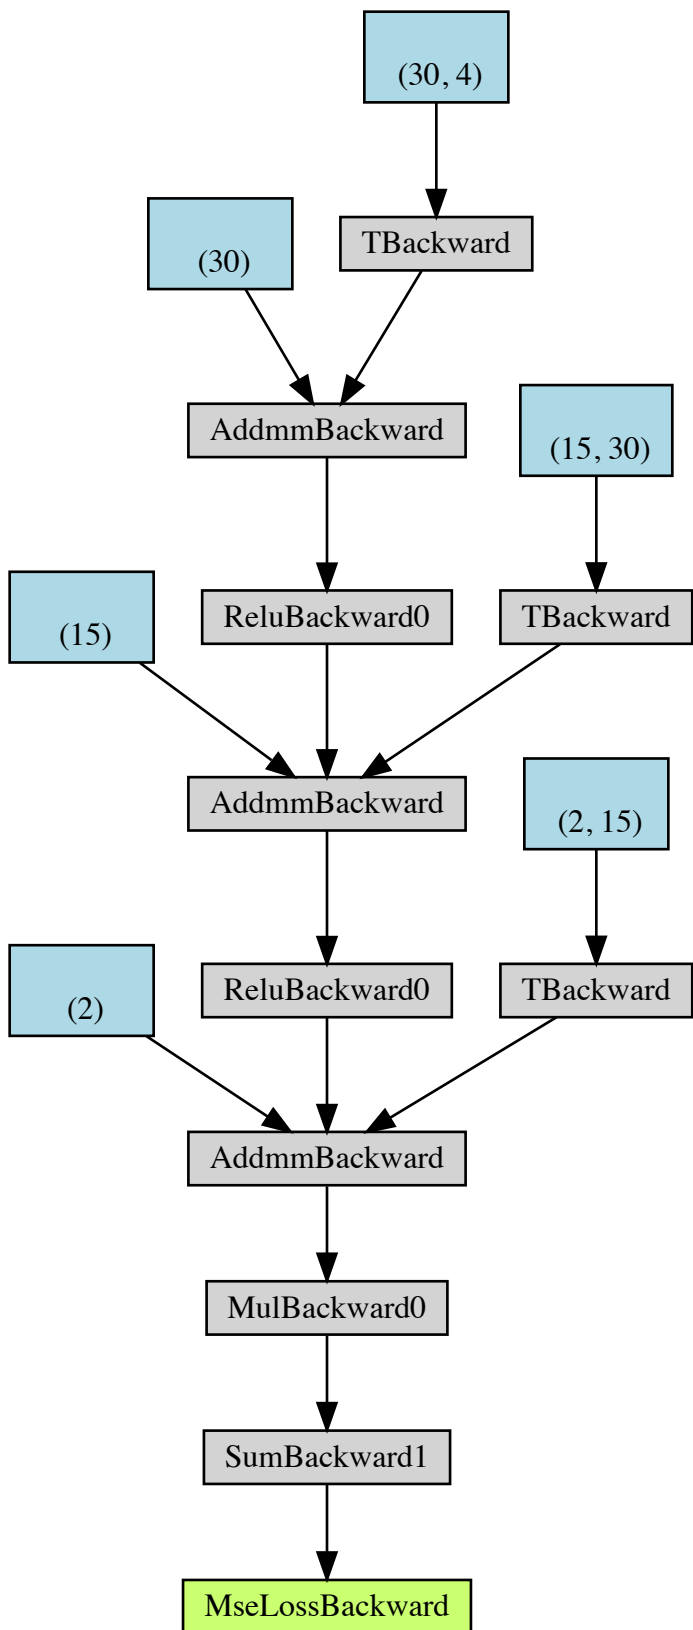 (30, 4)
(30)
TBackward
AddmmBackward
(15, 30)
(15)
ReluBackward0
TBackward
AddmmBackward
(2, 15)
(2)
ReluBackward0
TBackward
AddmmBackward
MulBackward0
SumBackward1
MseLossBackward